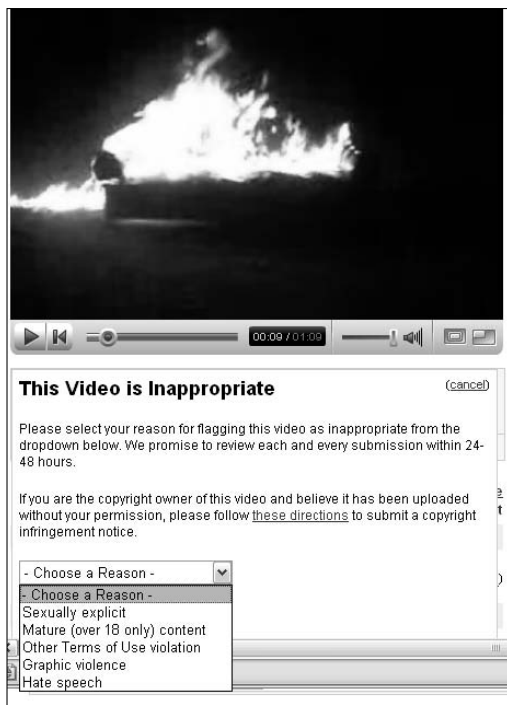 00:09 / 01:09
This Video is Inappropriate
(cancel)
Please select your reason for flagging this video as inappropriate from the
dropdown below. We promise to review each and every submission within 24-
48 hours.
If you are the copyright owner of this video and believe it has been uploaded
without your permission, please follow these directions to submit a copyright
infringement notice.
- Choose a Reason -
- Choose a Reason -
Sexually explicit
Mature (over 18 only) content
Other Terms of Use violation
Graphic violence
Hate speech